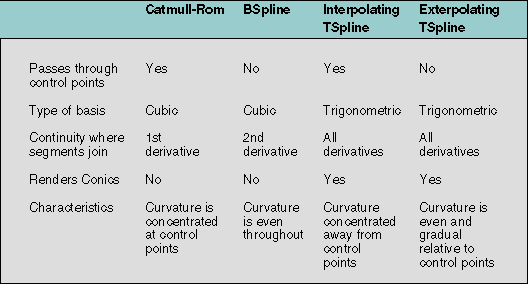 Catmull-Rom BSpline Interpolating Exterpolating
TSpline TSpline
Passes through Yes No Yes No
control points
Type of basis Cubic Cubic Trigonometric Trigonometric
Continuity where 1st 2nd All All
segments join derivative derivative derivatives derivatives
Renders Conics No No Yes Yes
Characteristics Curvature is Curvature Curvature Curvature is
concentrated is even concentrated even and
at control throughout away from gradual
points control relative to
points control points